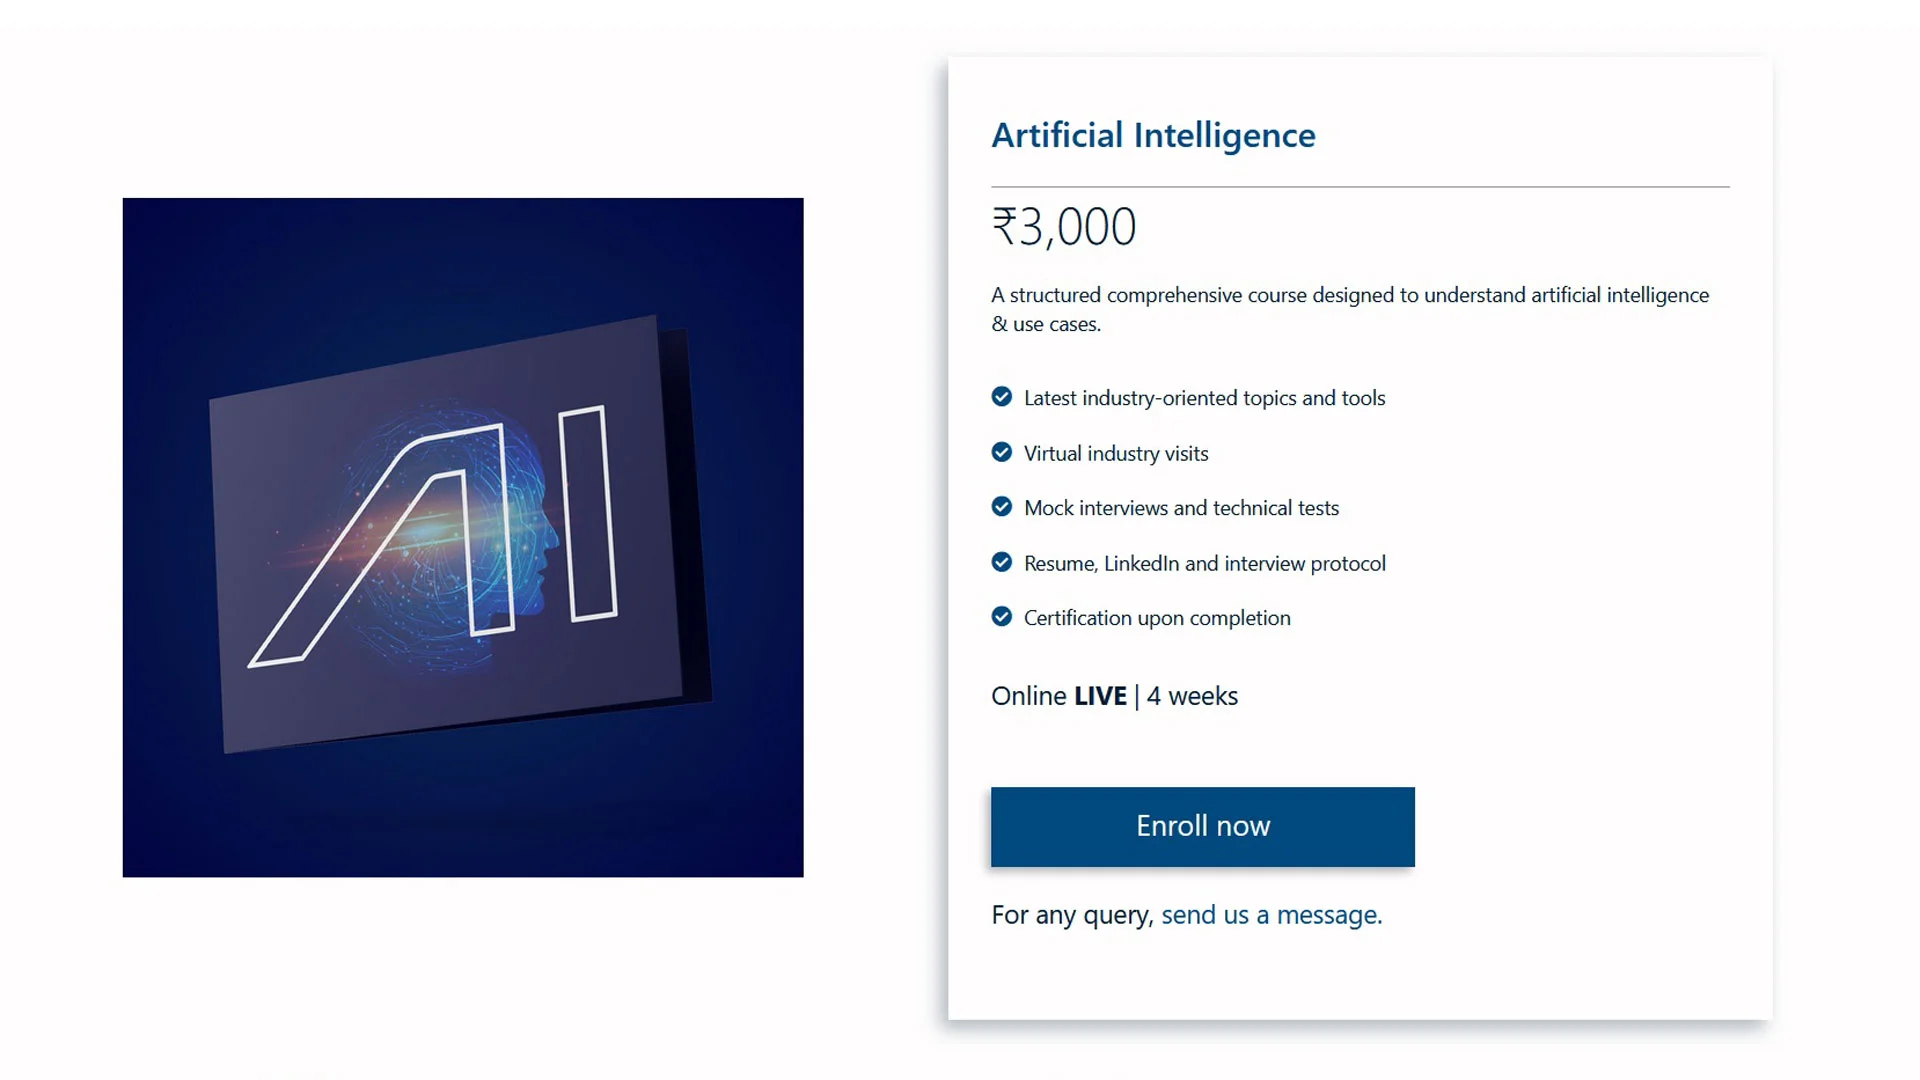 AI
Artificial Intelligence
₹3,000
A structured comprehensive course designed to understand artificial intelligence
& use cases.
Latest industry-oriented topics and tools
Virtual industry visits
Mock interviews and technical tests
Resume, LinkedIn and interview protocol
Certification upon completion
Online LIVE | 4 weeks
Enroll now
For any query, send us a message.